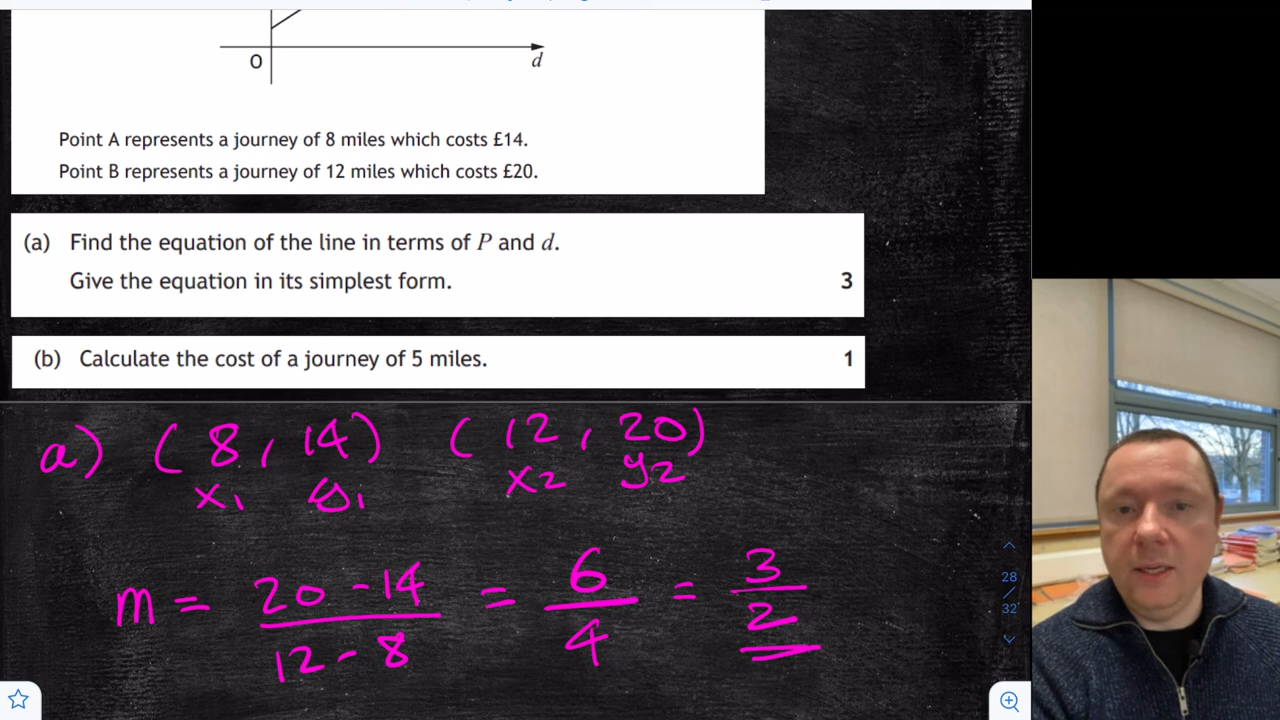 O
d
Point A represents a journey of 8 miles which costs £14.
Point B represents a journey of 12 miles which costs £20.
(a) Find the equation of the line in terms of P and d.
Give the equation in its simplest form. 3
(b) Calculate the cost of a journey of 5 miles. 1
a) (8, 14) (12, 20)
x1 y1 x2 y2
m = 20 - 14 / 12 - 8 = 6/4 = 3/2
28
/
32